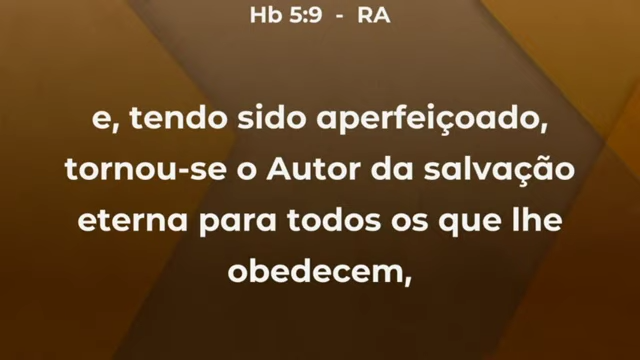 Hb 5:9 - RA
e, tendo sido aperfeiçoado,
tornou-se o Autor da salvação
eterna para todos os que lhe
obedecem,